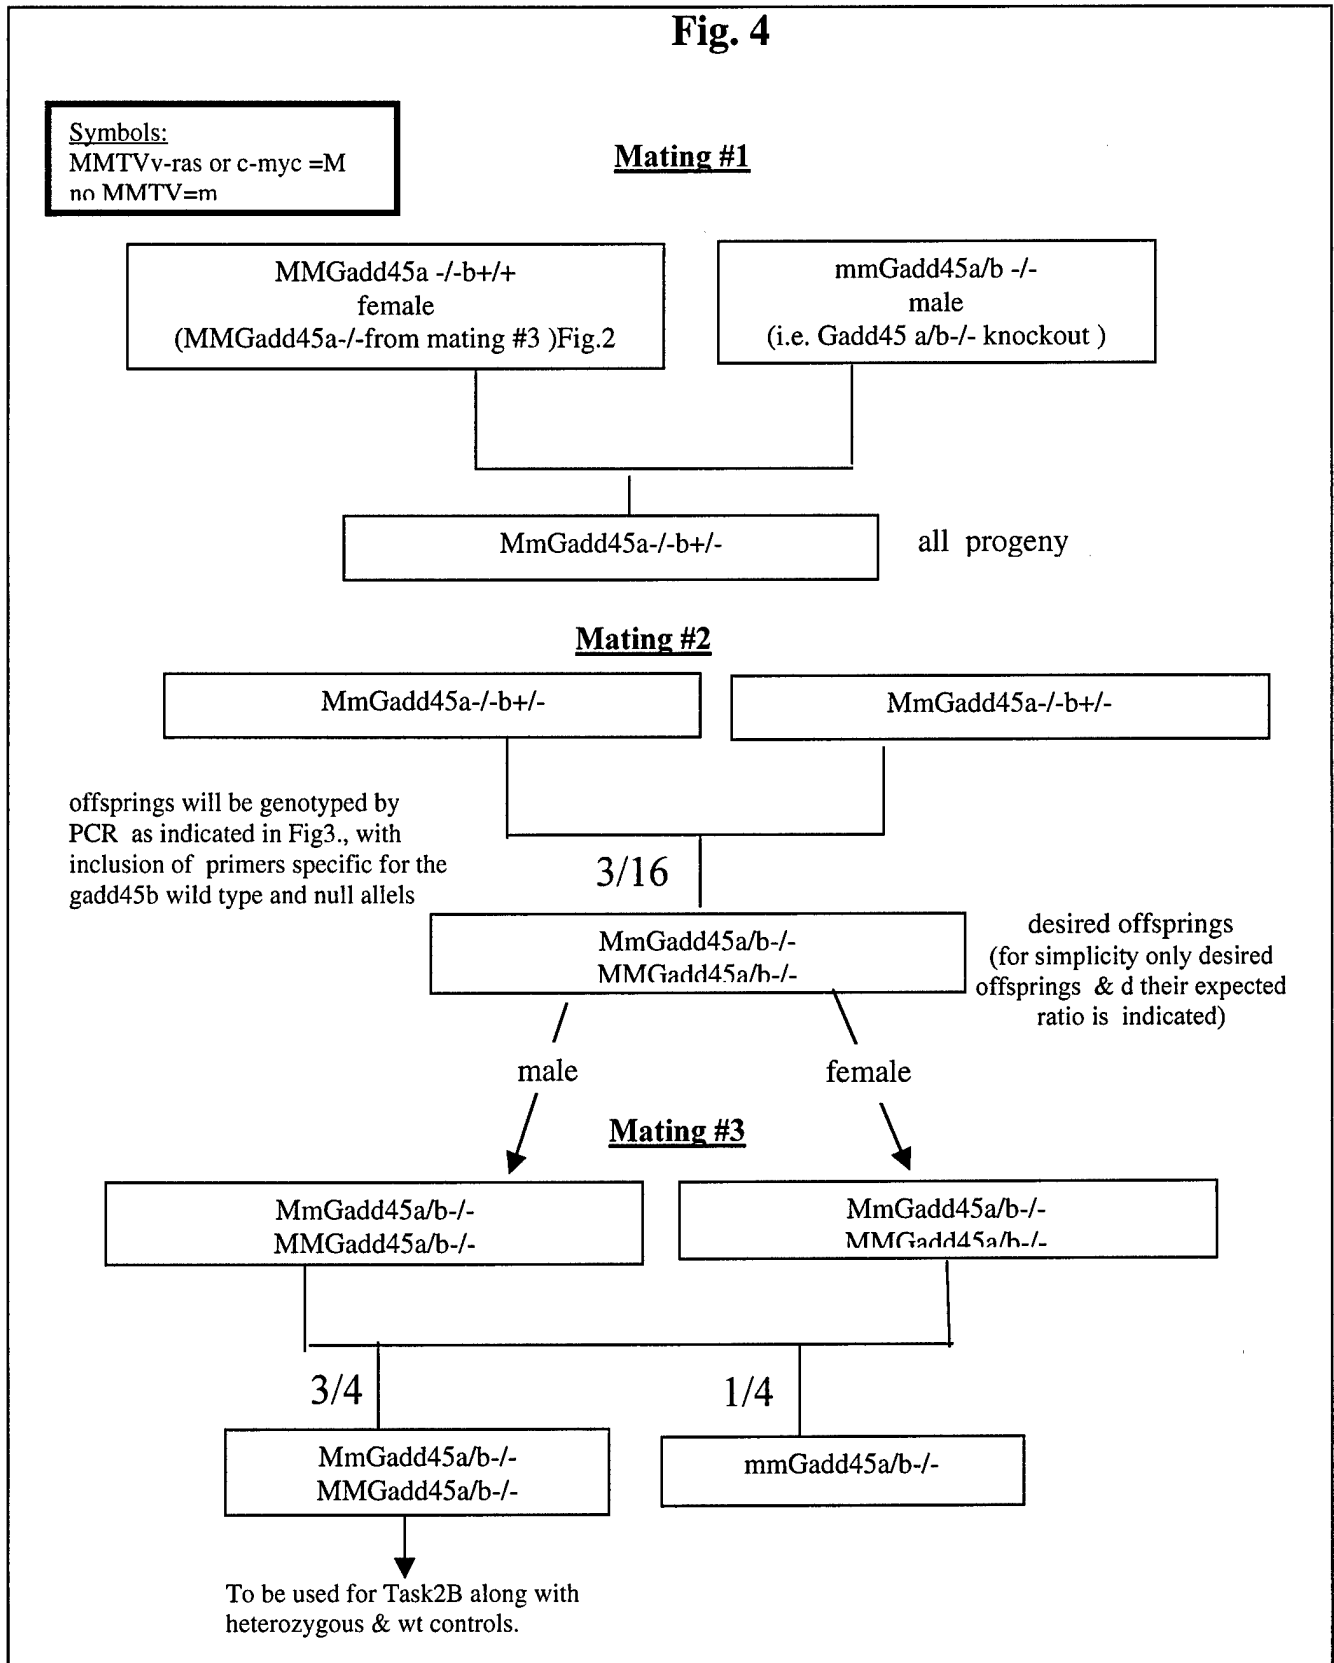 Fig. 4
Symbols:
MMTVv-ras or c-myc =M
no MMTV=m
Mating #1
MMGadd45a -/-b+/+
female
(MMGadd45a-/-from mating #3 )Fig.2
mmGadd45a/b -/-
male
(i.e. Gadd45 a/b-/- knockout )
MmGadd45a-/-b+/-
all progeny
Mating #2
MmGadd45a-/-b+/-
MmGadd45a-/-b+/-
offsprings will be genotyped by
PCR as indicated in Fig3., with
inclusion of primers specific for the
gadd45b wild type and null allels
3/16
MmGadd45a/b-/-
MMGadd45a/b-/-
desired offsprings
(for simplicity only desired
offsprings & d their expected
ratio is indicated)
male
female
Mating #3
MmGadd45a/b-/-
MMGadd45a/b-/-
MmGadd45a/b-/-
MMGadd45a/b-/-
3/4
1/4
MmGadd45a/b-/-
MMGadd45a/b-/-
mmGadd45a/b-/-
To be used for Task2B along with
heterozygous & wt controls.